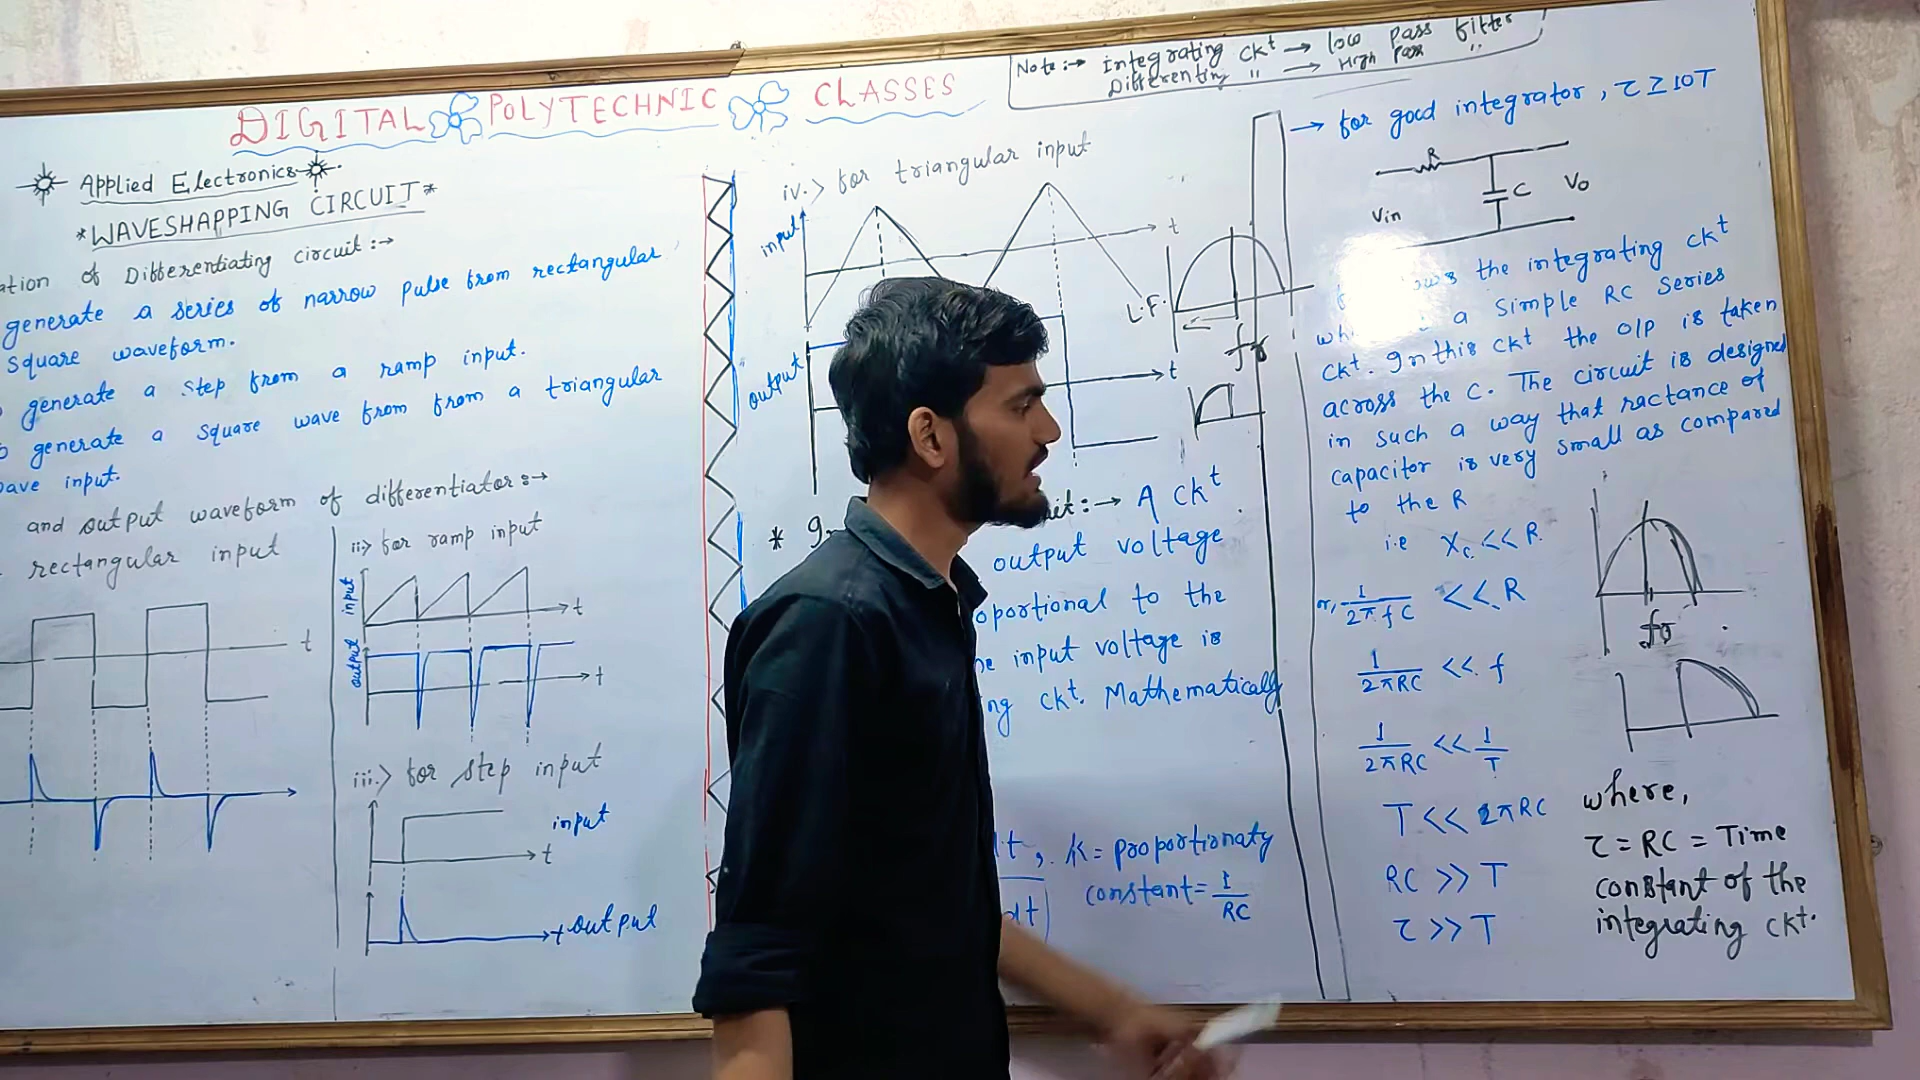 Note :→ Integrating ckt → low pass filter
Differenting " → High Pass "
DIGITAL POLYTECHNIC CLASSES
Applied Electronics
*WAVESHAPPING CIRCUIT*
of Differentiating circuit :→
generate a series of narrow pulse from rectangular
square waveform.
generate a step from a ramp input.
generate a square wave from from a triangular
input.
and output waveform of differentiator :→
rectangular input
t
ii> for ramp input
input
t
output
t
iii.> for step input
input
t
output
iv.> for triangular input
input
t
output
t
L.F.
:→ A ckt
output voltage
to the
input voltage is
ckt. Mathematically
K = proportionaty
constant = 1/RC
→ for good integrator, τ ≥ 10T
R
C
Vin
Vo
the integrating ckt
a simple RC series
ckt. In this ckt the o/p is taken
across the C. The circuit is designed
in such a way that ractance of
capacitor is very small as compared
to the R
i.e Xc << R
or, 1/2πfC << R
1/2πRC << f
1/2πRC << 1/T
T << 2πRC
RC >> T
τ >> T
where,
τ = RC = Time
constant of the
integrating ckt.